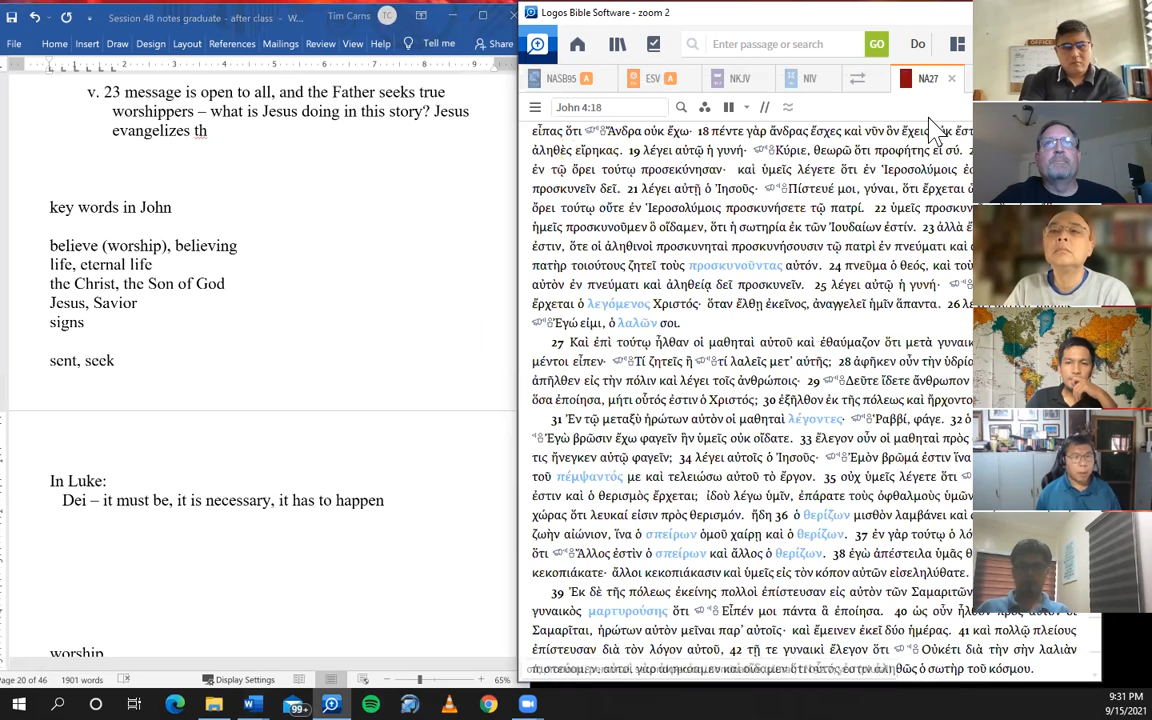 Session 48 notes graduate - after class - W...
Tim Carns TC
File Home Insert Draw Design Layout References Mailings Review View Help Tell me Share
v. 23 message is open to all, and the Father seeks true
worshippers – what is Jesus doing in this story? Jesus
evangelizes th
key words in John
believe (worship), believing
life, eternal life
the Christ, the Son of God
Jesus, Savior
signs
sent, seek
In Luke:
Dei – it must be, it is necessary, it has to happen
worship
Page 20 of 46 1901 words Display Settings 65%
Logos Bible Software - zoom 2
Enter passage or search GO Do
NASB95 A ESV A NKJV NIV NA27
John 4:18
εἶπας ὅτι Ἄνδρα οὐκ ἔχω· 18 πέντε γὰρ ἄνδρας ἔσχες καὶ νῦν ὃν ἔχεις
ἀληθὲς εἴρηκας. 19 λέγει αὐτῷ ἡ γυνή· Κύριε, θεωρῶ ὅτι προφήτης εἶ σύ.
ἐν τῷ ὄρει τούτῳ προσεκύνησαν· καὶ ὑμεῖς λέγετε ὅτι ἐν Ἱεροσολύμοις
προσκυνεῖν δεῖ. 21 λέγει αὐτῇ ὁ Ἰησοῦς· Πίστευέ μοι, γύναι, ὅτι ἔρχεται
ὄρει τούτῳ οὔτε ἐν Ἱεροσολύμοις προσκυνήσετε τῷ πατρί. 22 ὑμεῖς προσκυν
ἡμεῖς προσκυνοῦμεν ὃ οἴδαμεν, ὅτι ἡ σωτηρία ἐκ τῶν Ἰουδαίων ἐστίν. 23 ἀλλὰ
ἐστιν, ὅτε οἱ ἀληθινοὶ προσκυνηταὶ προσκυνήσουσιν τῷ πατρὶ ἐν πνεύματι καὶ
πατὴρ τοιούτους ζητεῖ τοὺς προσκυνοῦντας αὐτόν. 24 πνεῦμα ὁ θεός, καὶ τοὺ
αὐτὸν ἐν πνεύματι καὶ ἀληθείᾳ δεῖ προσκυνεῖν. 25 λέγει αὐτῷ ἡ γυνή·
ἔρχεται ὁ λεγόμενος Χριστός· ὅταν ἔλθῃ ἐκεῖνος, ἀναγγελεῖ ἡμῖν ἅπαντα. 26
Ἐγώ εἰμι, ὁ λαλῶν σοι.
27 Καὶ ἐπὶ τούτῳ ἦλθαν οἱ μαθηταὶ αὐτοῦ καὶ ἐθαύμαζον ὅτι μετὰ γυναικ
μέντοι εἶπεν· Τί ζητεῖς ἢ τί λαλεῖς μετ’ αὐτῆς; 28 ἀφῆκεν οὖν τὴν ὑδρία
ἀπῆλθεν εἰς τὴν πόλιν καὶ λέγει τοῖς ἀνθρώποις· 29 Δεῦτε ἴδετε ἄνθρωπον
ὅσα ἐποίησα, μήτι οὗτός ἐστιν ὁ Χριστός; 30 ἐξῆλθον ἐκ τῆς πόλεως καὶ ἤρχοντο
31 Ἐν τῷ μεταξὺ ἠρώτων αὐτὸν οἱ μαθηταὶ λέγοντες· Ῥαββί, φάγε. 32
Ἐγὼ βρῶσιν ἔχω φαγεῖν ἣν ὑμεῖς οὐκ οἴδατε. 33 ἔλεγον οὖν οἱ μαθηταὶ πρὸς
τις ἤνεγκεν αὐτῷ φαγεῖν; 34 λέγει αὐτοῖς ὁ Ἰησοῦς· Ἐμὸν βρῶμά ἐστιν ἵνα
τοῦ πέμψαντός με καὶ τελειώσω αὐτοῦ τὸ ἔργον. 35 οὐχ ὑμεῖς λέγετε ὅτι
ἐστιν καὶ ὁ θερισμὸς ἔρχεται; ἰδοὺ λέγω ὑμῖν, ἐπάρατε τοὺς ὀφθαλμοὺς ὑμῶν
χώρας ὅτι λευκαί εἰσιν πρὸς θερισμόν. ἤδη 36 ὁ θερίζων μισθὸν λαμβάνει καὶ
ζωὴν αἰώνιον, ἵνα ὁ σπείρων ὁμοῦ χαίρῃ καὶ ὁ θερίζων. 37 ἐν γὰρ τούτῳ ὁ
ὅτι Ἄλλος ἐστὶν ὁ σπείρων καὶ ἄλλος ὁ θερίζων. 38 ἐγὼ ἀπέστειλα ὑμᾶς
κεκοπιάκατε· ἄλλοι κεκοπιάκασιν καὶ ὑμεῖς εἰς τὸν κόπον αὐτῶν εἰσεληλύθατε.
39 Ἐκ δὲ τῆς πόλεως ἐκείνης πολλοὶ ἐπίστευσαν εἰς αὐτὸν τῶν Σαμαριτῶν
γυναικὸς μαρτυρούσης ὅτι Εἶπέν μοι πάντα ἃ ἐποίησα. 40 ὡς οὖν ἦλθον πρὸς αὐτὸν οἱ
Σαμαρῖται, ἠρώτων αὐτὸν μεῖναι παρ’ αὐτοῖς· καὶ ἔμεινεν ἐκεῖ δύο ἡμέρας. 41 καὶ πολλῷ πλείους
ἐπίστευσαν διὰ τὸν λόγον αὐτοῦ, 42 τῇ τε γυναικὶ ἔλεγον ὅτι Οὐκέτι διὰ τὴν σὴν λαλιὰν
πιστεύομεν, αὐτοὶ γὰρ ἀκηκόαμεν καὶ οἴδαμεν ὅτι οὗτός ἐστιν ἀληθῶς ὁ σωτὴρ τοῦ κόσμου.
OFFICE
99+
9:31 PM
9/15/2021